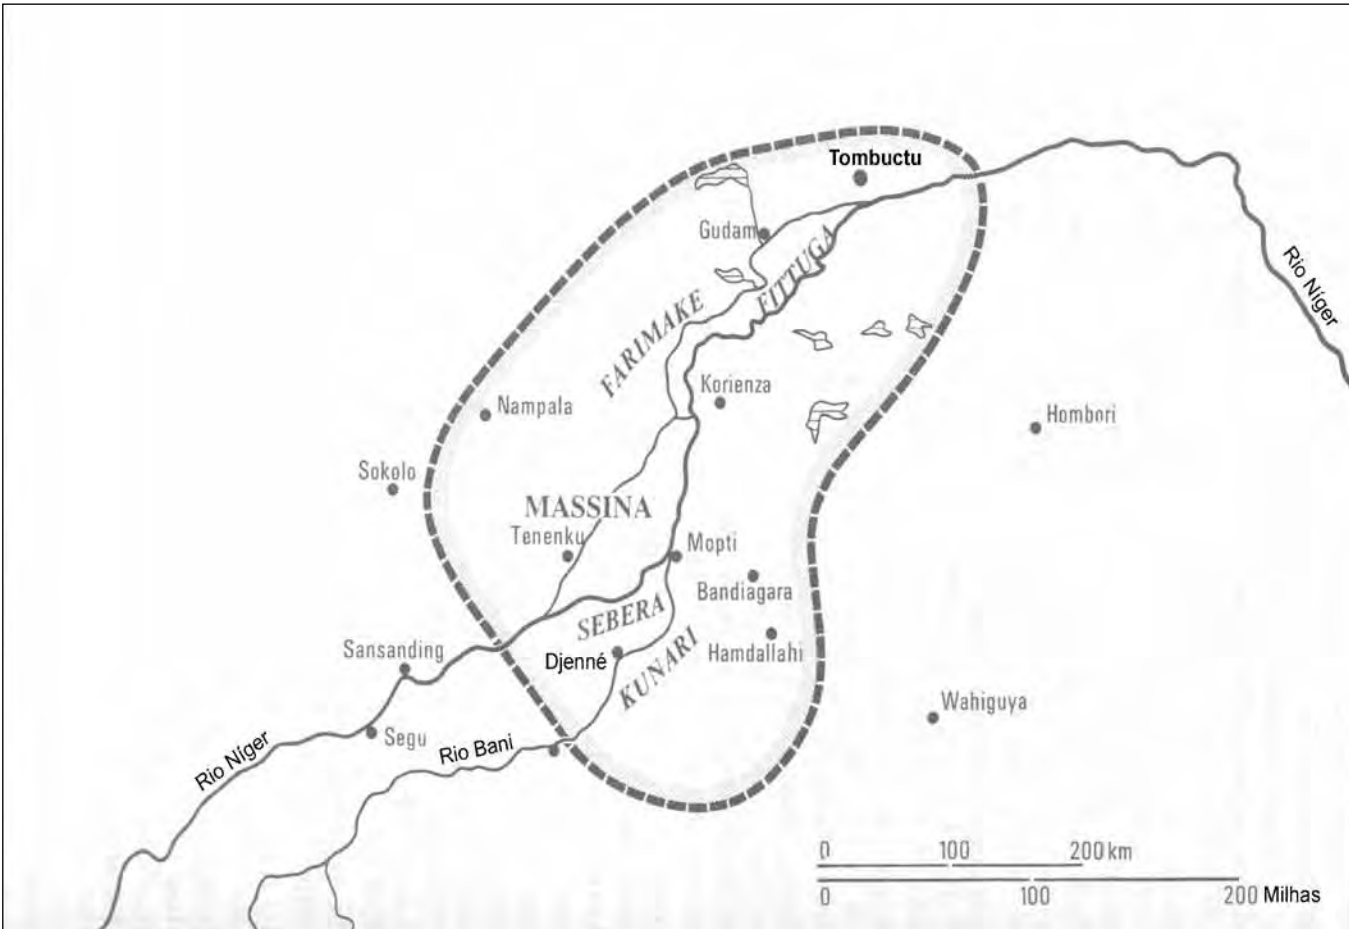 Tombuctu
Gudam
FITTUGA
Rio Níger
FARIMAKE
Korienza
Nampala
Hombori
Sokolo
MASSINA
Tenenku
Mopti
Bandiagara
SEBERA
Sansanding
Djenné
KUNARI
Hamdallahi
Wahiguya
Segu
Rio Bani
Rio Níger
0 100 200 km
0 100 200 Milhas